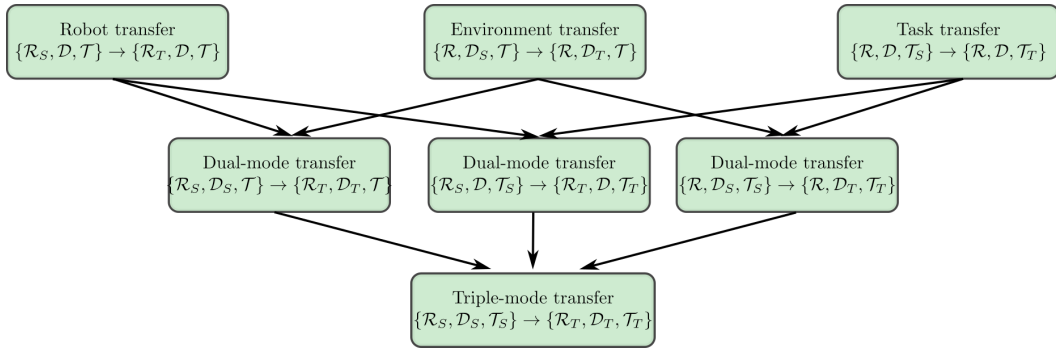 Robot transfer
{ℛ_S, 𝒟, 𝒯} → {ℛ_T, 𝒟, 𝒯}
Environment transfer
{ℛ, 𝒟_S, 𝒯} → {ℛ, 𝒟_T, 𝒯}
Task transfer
{ℛ, 𝒟, 𝒯_S} → {ℛ, 𝒟, 𝒯_T}
Dual-mode transfer
{ℛ_S, 𝒟_S, 𝒯} → {ℛ_T, 𝒟_T, 𝒯}
Dual-mode transfer
{ℛ_S, 𝒟, 𝒯_S} → {ℛ_T, 𝒟, 𝒯_T}
Dual-mode transfer
{ℛ, 𝒟_S, 𝒯_S} → {ℛ, 𝒟_T, 𝒯_T}
Triple-mode transfer
{ℛ_S, 𝒟_S, 𝒯_S} → {ℛ_T, 𝒟_T, 𝒯_T}